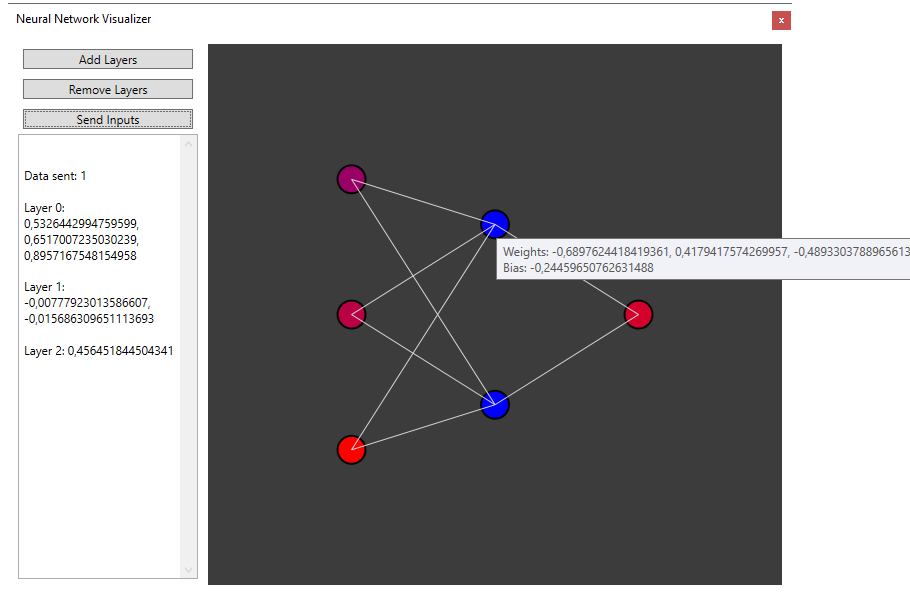 Neural Network Visualizer
x
Add Layers
Remove Layers
Send Inputs
Data sent: 1
Layer 0:
0,5326442994759599,
0,6517007235030239,
0,8957167548154958
Layer 1:
-0,00777923013586607,
-0,015686309651113693
Layer 2: 0,456451844504341
Weights: -0,6897624418419361, 0,4179417574269957, -0,4893303788965613
Bias: -0,24459650762631488